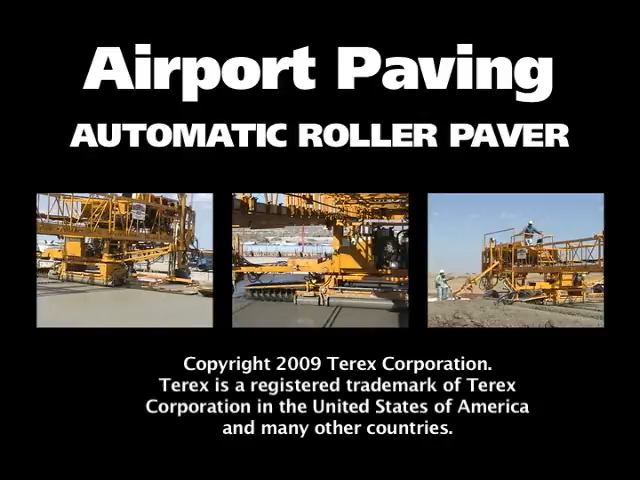 Airport Paving
AUTOMATIC ROLLER PAVER
Copyright 2009 Terex Corporation.
Terex is a registered trademark of Terex
Corporation in the United States of America
and many other countries.